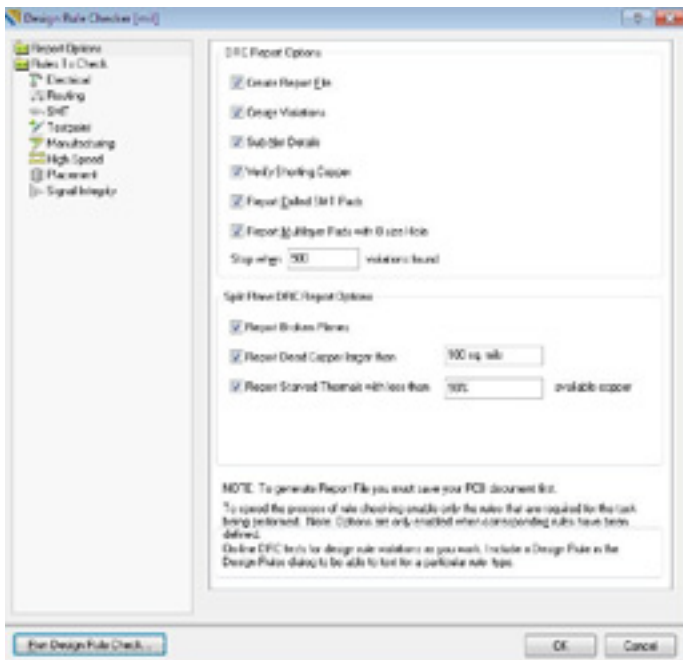 Design Rule Checker [mil]
Report Options
Rules To Check
Electrical
Routing
SMT
Testpoint
Manufacturing
High Speed
Placement
Signal Integrity
DRC Report Options
Create Report File
Create Violations
Sub-Net Details
Verify Shorting Copper
Report Drilled SMT Pads
Report Multilayer Pads with 0 size Hole
Stop when 500 violations found
Split Plane DRC Report Options
Report Broken Planes
Report Dead Copper larger than 100 sq. mils
Report Starved Thermals with less than 50% available copper
NOTE: To generate Report File you must save your PCB document first.
To speed the process of rule checking enable only the rules that are required for the task
being performed. Note: Options are only enabled when corresponding rules have been
defined.
On-line DRC tests for design rule violations as you work. Include a Design Rule in the
Design Rules dialog to be able to test for a particular rule type.
Run Design Rule Check...
OK
Cancel